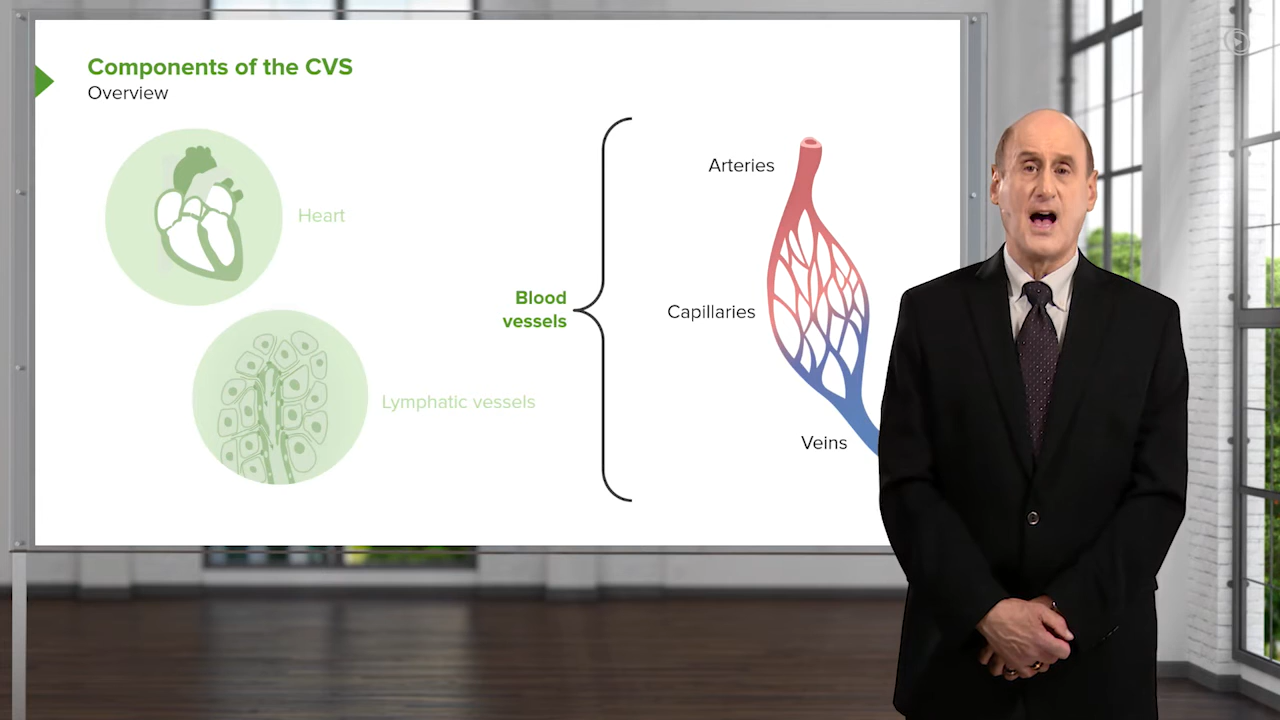 Components of the CVS
Overview
Heart
Lymphatic vessels
Blood
vessels
Arteries
Capillaries
Veins